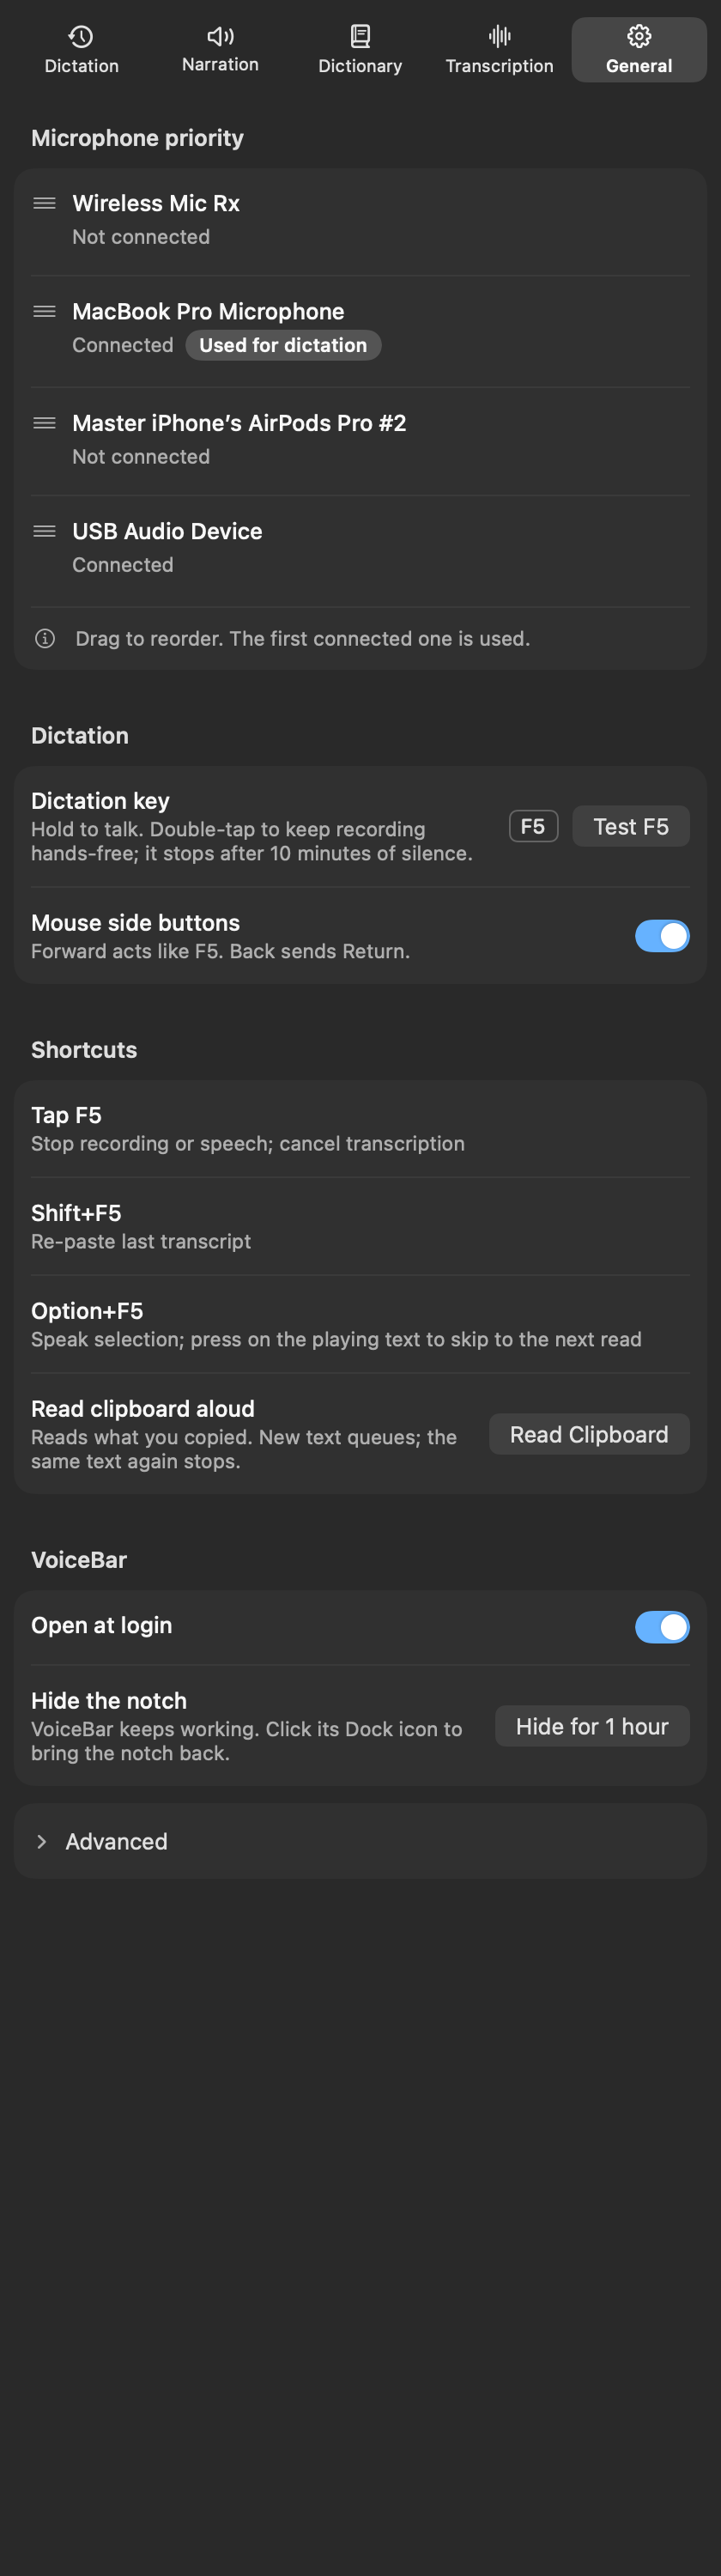 Dictation
Narration
Dictionary
Transcription
General
Microphone priority
Wireless Mic Rx
Not connected
MacBook Pro Microphone
Connected Used for dictation
Master iPhone’s AirPods Pro #2
Not connected
USB Audio Device
Connected
Drag to reorder. The first connected one is used.
Dictation
Dictation key
Hold to talk. Double-tap to keep recording
hands-free; it stops after 10 minutes of silence.
F5
Test F5
Mouse side buttons
Forward acts like F5. Back sends Return.
Shortcuts
Tap F5
Stop recording or speech; cancel transcription
Shift+F5
Re-paste last transcript
Option+F5
Speak selection; press on the playing text to skip to the next read
Read clipboard aloud
Reads what you copied. New text queues; the
same text again stops.
Read Clipboard
VoiceBar
Open at login
Hide the notch
VoiceBar keeps working. Click its Dock icon to
bring the notch back.
Hide for 1 hour
Advanced